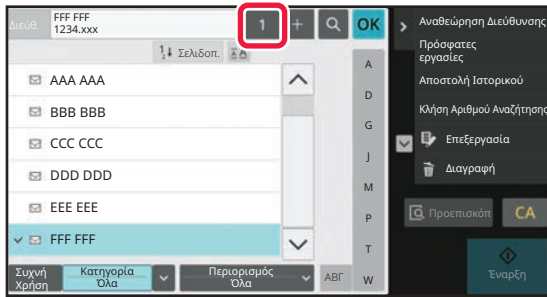 Διευθ.
FFF FFF
1234.xxx
1
+
OK
Σελιδοπ.
AAA AAA
BBB BBB
CCC CCC
DDD DDD
EEE EEE
FFF FFF
A
D
G
J
M
P
T
W
Συχνή
Χρήση
Κατηγορία
Όλα
Περιορισμός
Όλα
ΑΒΓ
Αναθεώρηση Διεύθυνσης
Πρόσφατες
εργασίες
Αποστολή Ιστορικού
Κλήση Αριθμού Αναζήτησης
Επεξεργασία
Διαγραφή
Προεπισκόπ
CA
Έναρξη